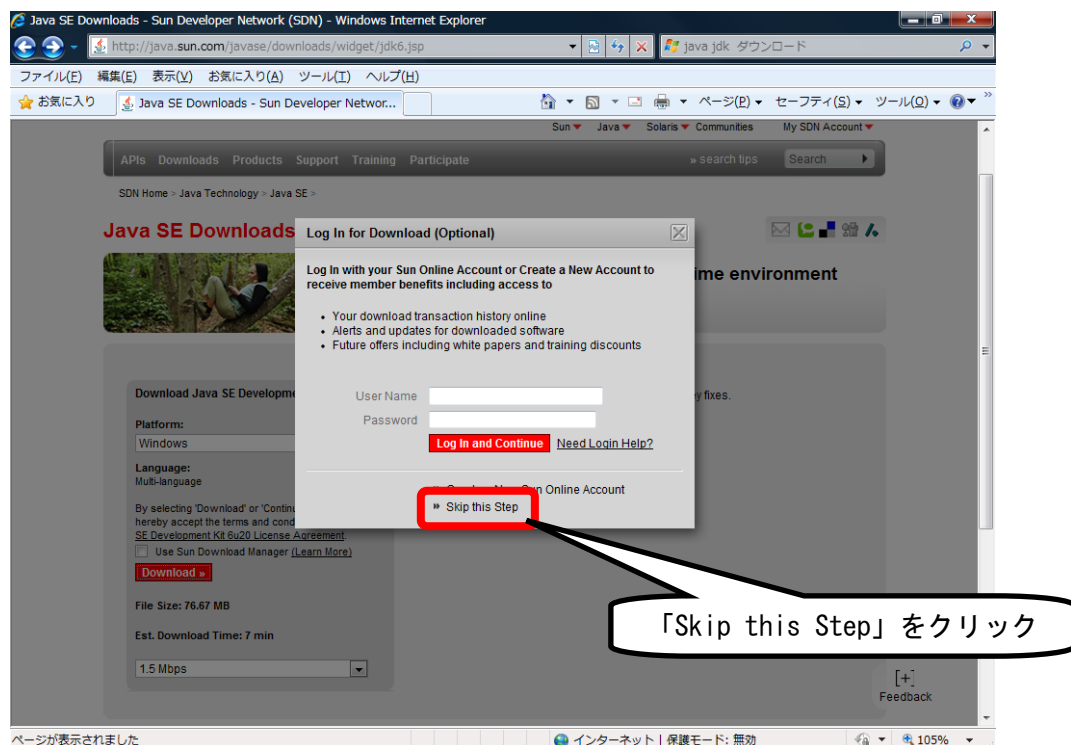 Java SE Downloads - Sun Developer Network (SDN) - Windows Internet Explorer
http://java.sun.com/javase/downloads/widget/jdk6.jsp
java jdk ダウンロード
ファイル(F) 編集(E) 表示(V) お気に入り(A) ツール(T) ヘルプ(H)
お気に入り Java SE Downloads - Sun Developer Networ... ページ(P) セーフティ(S) ツール(O) »
Sun Java Solaris Communities My SDN Account
APIs Downloads Products Support Training Participate » search tips Search
SDN Home > Java Technology > Java SE >
Java SE Downloads
ime environment
Log In for Download (Optional)
Log In with your Sun Online Account or Create a New Account to
receive member benefits including access to
• Your download transaction history online
• Alerts and updates for downloaded software
• Future offers including white papers and training discounts
User Name
Password
Log In and Continue Need Login Help?
Sun Online Account
» Skip this Step
y fixes.
Download Java SE Developme
Platform:
Windows
Language:
Multi-language
By selecting 'Download' or 'Continu
hereby accept the terms and cond
SE Development Kit 6u20 License Agreement.
Use Sun Download Manager (Learn More)
Download »
File Size: 76.67 MB
Est. Download Time: 7 min
1.5 Mbps
「Skip this Step」をクリック
[+]
Feedback
ページが表示されました インターネット | 保護モード: 無効 105%